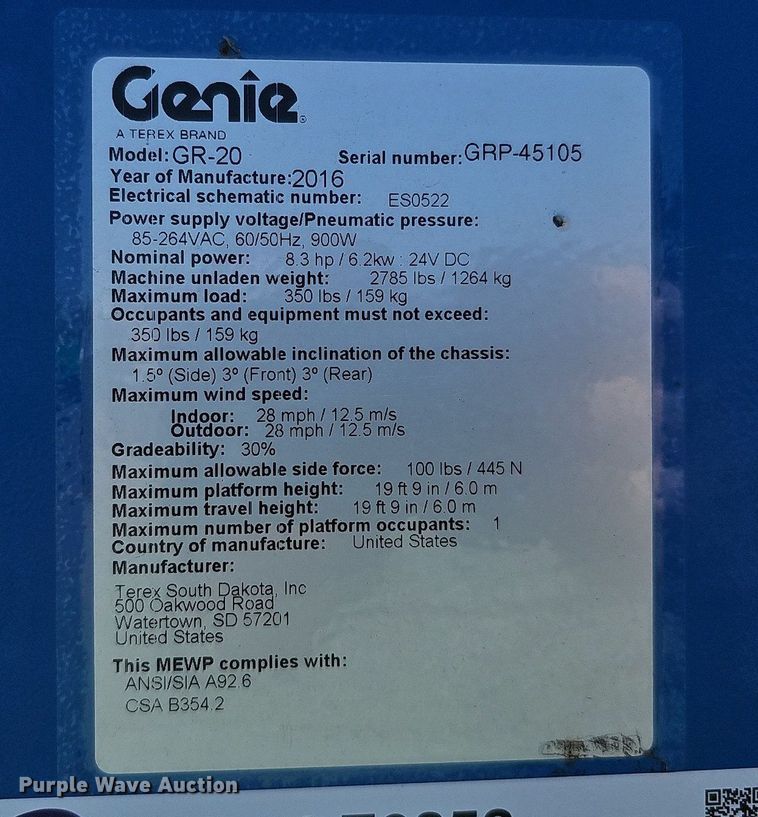 Genie
®
A TEREX BRAND
Model: GR-20 Serial number: GRP-45105
Year of Manufacture: 2016
Electrical schematic number: ES0522
Power supply voltage/Pneumatic pressure:
85-264VAC, 60/50Hz, 900W
Nominal power: 8.3 hp / 6.2kw : 24V DC
Machine unladen weight: 2785 lbs / 1264 kg
Maximum load: 350 lbs / 159 kg
Occupants and equipment must not exceed:
350 lbs / 159 kg
Maximum allowable inclination of the chassis:
1.5º (Side) 3º (Front) 3º (Rear)
Maximum wind speed:
Indoor: 28 mph / 12.5 m/s
Outdoor: 28 mph / 12.5 m/s
Gradeability: 30%
Maximum allowable side force: 100 lbs / 445 N
Maximum platform height: 19 ft 9 in / 6.0 m
Maximum travel height: 19 ft 9 in / 6.0 m
Maximum number of platform occupants: 1
Country of manufacture: United States
Manufacturer:
Terex South Dakota, Inc
500 Oakwood Road
Watertown, SD 57201
United States
This MEWP complies with:
ANSI/SIA A92.6
CSA B354.2
Purple Wave Auction